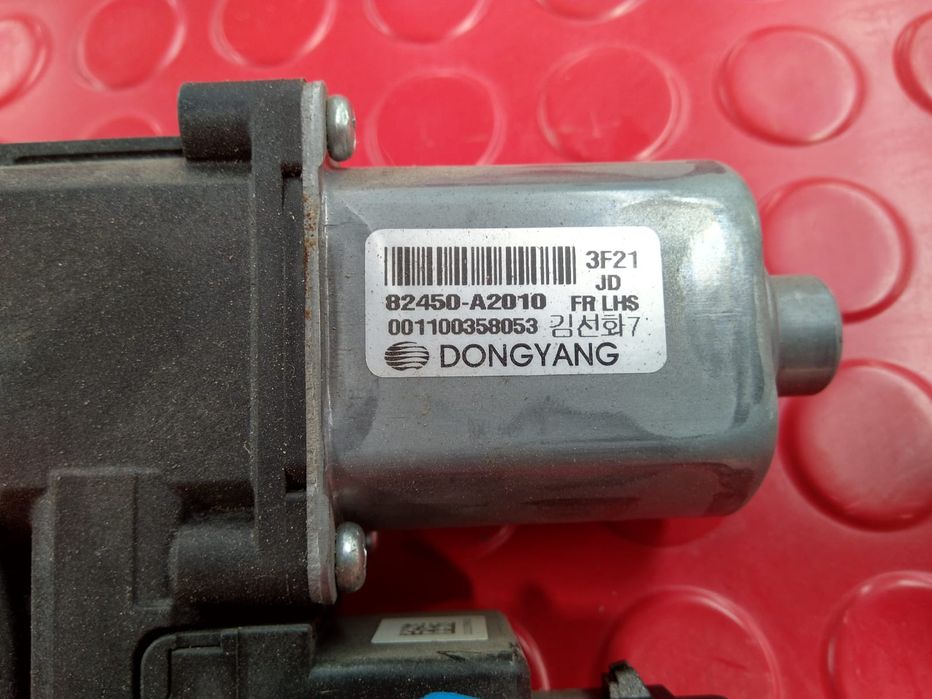 3F21
JD
82450-A2010 FR LHS
001100358053 김선화7
DONGYANG